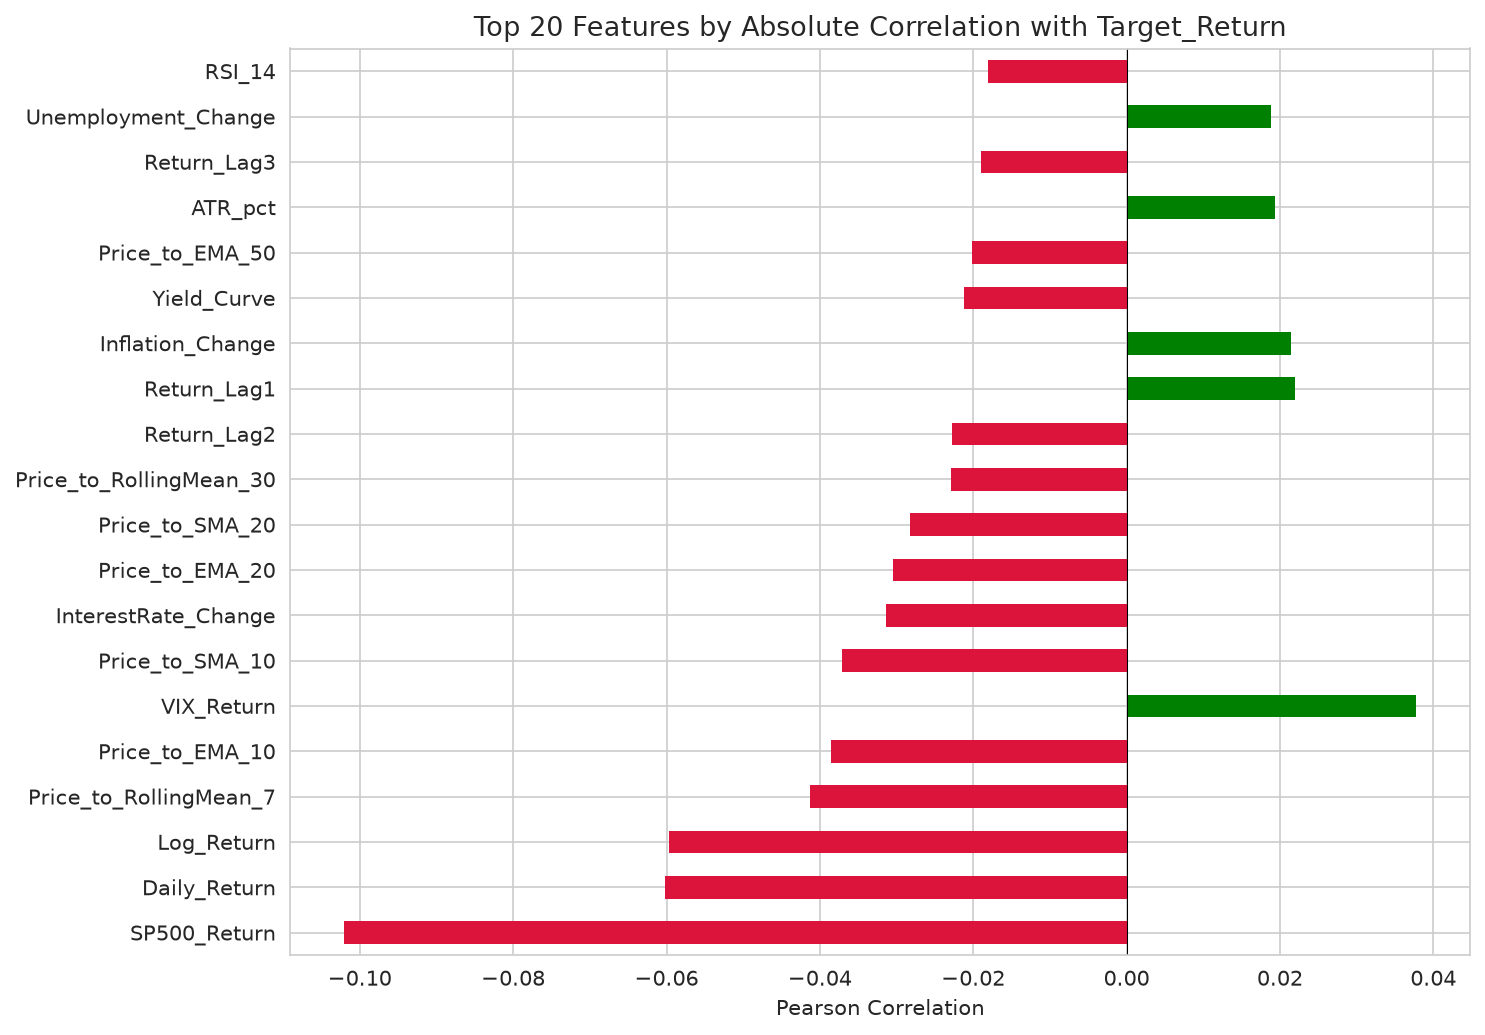 Top 20 Features by Absolute Correlation with Target_Return
RSI_14
Unemployment_Change
Return_Lag3
ATR_pct
Price_to_EMA_50
Yield_Curve
Inflation_Change
Return_Lag1
Return_Lag2
Price_to_RollingMean_30
Price_to_SMA_20
Price_to_EMA_20
InterestRate_Change
Price_to_SMA_10
VIX_Return
Price_to_EMA_10
Price_to_RollingMean_7
Log_Return
Daily_Return
SP500_Return
−0.10 −0.08 −0.06 −0.04 −0.02 0.00 0.02 0.04
Pearson Correlation